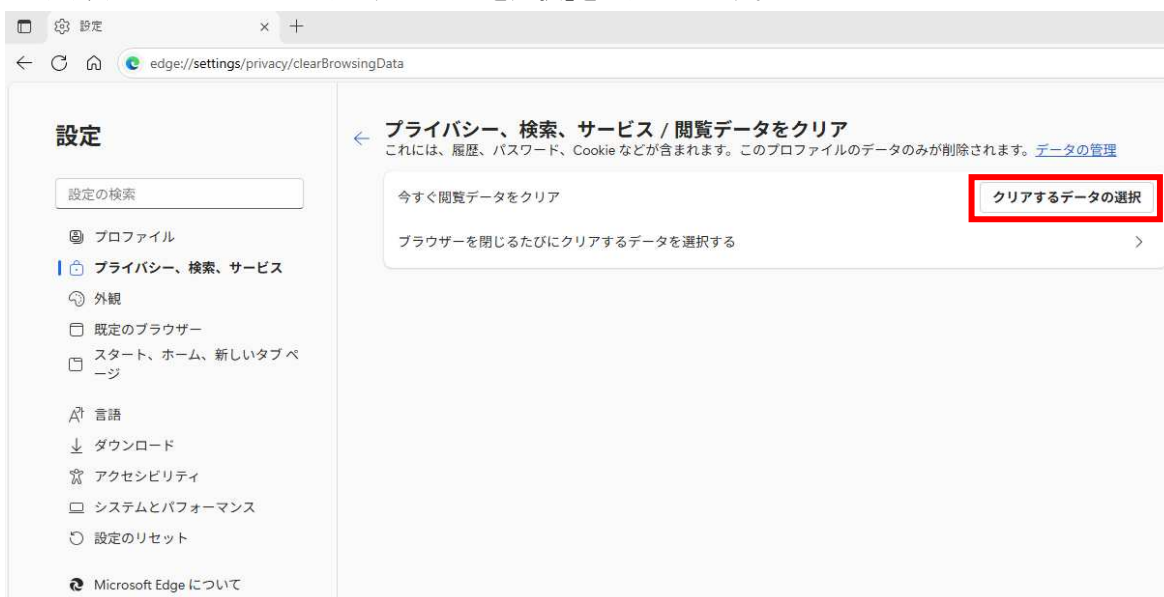 設定
edge://settings/privacy/clearBrowsingData
設定
設定の検索
プロファイル
プライバシー、検索、サービス
外観
既定のブラウザー
スタート、ホーム、新しいタブ ペ
ージ
言語
ダウンロード
アクセシビリティ
システムとパフォーマンス
設定のリセット
Microsoft Edge について
プライバシー、検索、サービス / 閲覧データをクリア
これには、履歴、パスワード、Cookie などが含まれます。このプロファイルのデータのみが削除されます。データの管理
今すぐ閲覧データをクリア
クリアするデータの選択
ブラウザーを閉じるたびにクリアするデータを選択する